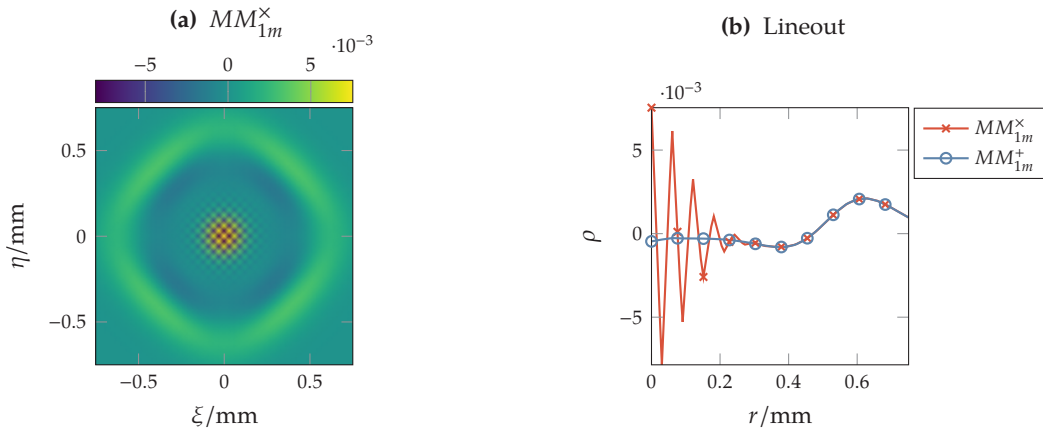 (a) MM×1m
·10−3
−5 0 5
0.5
0
−0.5
η/mm
−0.5 0 0.5
ξ/mm
(b) Lineout
·10−3
5
0
−5
ρ
0 0.2 0.4 0.6
r/mm
MM×1m
MM+1m